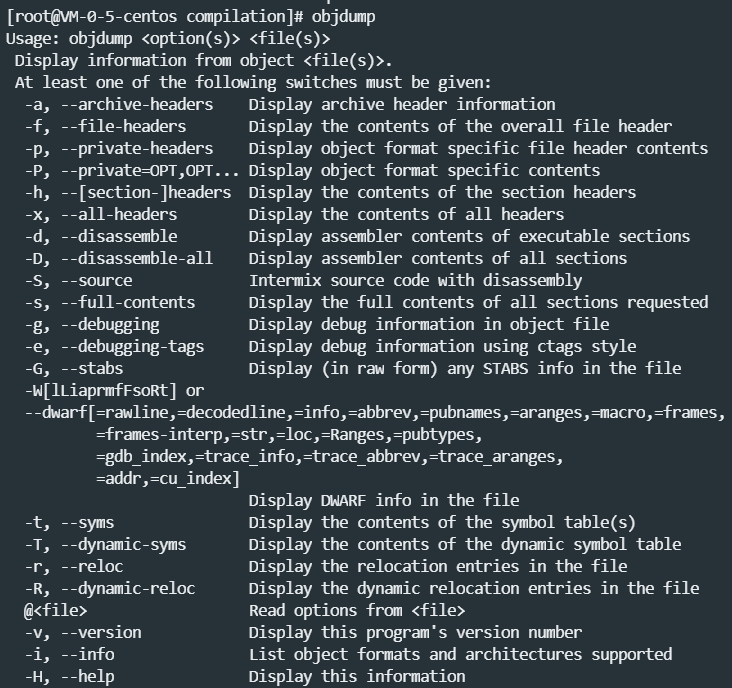 [root@VM-0-5-centos compilation]# objdump
Usage: objdump <option(s)> <file(s)>
 Display information from object <file(s)>.
 At least one of the following switches must be given:
  -a, --archive-headers    Display archive header information
  -f, --file-headers       Display the contents of the overall file header
  -p, --private-headers    Display object format specific file header contents
  -P, --private=OPT,OPT... Display object format specific contents
  -h, --[section-]headers  Display the contents of the section headers
  -x, --all-headers        Display the contents of all headers
  -d, --disassemble        Display assembler contents of executable sections
  -D, --disassemble-all    Display assembler contents of all sections
  -S, --source             Intermix source code with disassembly
  -s, --full-contents      Display the full contents of all sections requested
  -g, --debugging          Display debug information in object file
  -e, --debugging-tags     Display debug information using ctags style
  -G, --stabs              Display (in raw form) any STABS info in the file
  -W[lLiaprmfFsoRt] or
  --dwarf[=rawline,=decodedline,=info,=abbrev,=pubnames,=aranges,=macro,=frames,
          =frames-interp,=str,=loc,=Ranges,=pubtypes,
          =gdb_index,=trace_info,=trace_abbrev,=trace_aranges,
          =addr,=cu_index]
                           Display DWARF info in the file
  -t, --syms               Display the contents of the symbol table(s)
  -T, --dynamic-syms       Display the contents of the dynamic symbol table
  -r, --reloc              Display the relocation entries in the file
  -R, --dynamic-reloc      Display the dynamic relocation entries in the file
  @<file>                  Read options from <file>
  -v, --version            Display this program's version number
  -i, --info               List object formats and architectures supported
  -H, --help               Display this information